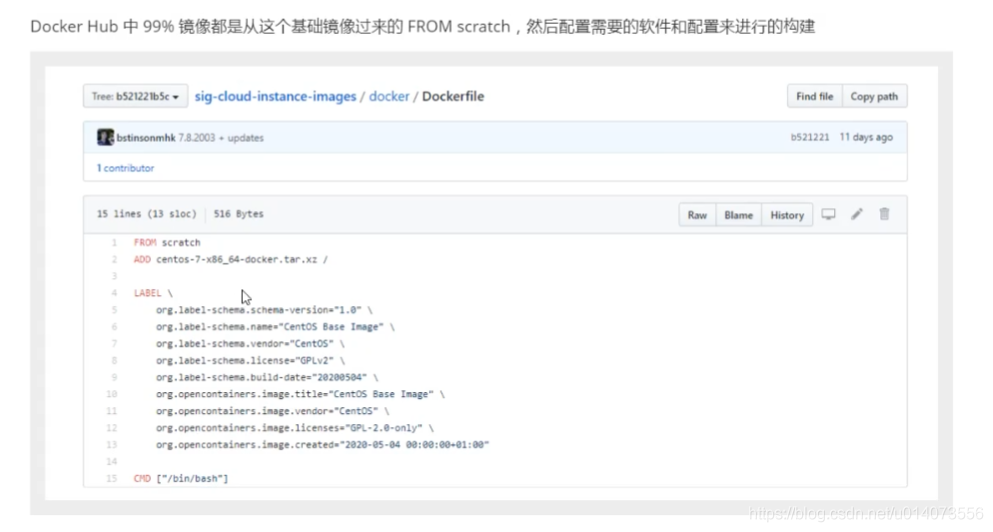 Docker Hub 中 99% 镜像都是从这个基础镜像过来的 FROM scratch，然后配置需要的软件和配置来进行的构建
Tree: b521221b5c sig-cloud-instance-images / docker / Dockerfile Find file Copy path
bstinsonmhk 7.8.2003 + updates b521221 11 days ago
1 contributor
15 lines (13 sloc) 516 Bytes Raw Blame History
1 FROM scratch
2 ADD centos-7-x86_64-docker.tar.xz /
3
4 LABEL \
5 org.label-schema.schema-version="1.0" \
6 org.label-schema.name="CentOS Base Image" \
7 org.label-schema.vendor="CentOS" \
8 org.label-schema.license="GPLv2" \
9 org.label-schema.build-date="20200504" \
10 org.opencontainers.image.title="CentOS Base Image" \
11 org.opencontainers.image.vendor="CentOS" \
12 org.opencontainers.image.licenses="GPL-2.0-only" \
13 org.opencontainers.image.created="2020-05-04 00:00:00+01:00"
14
15 CMD ["/bin/bash"]
https://blog.csdn.net/u014073556